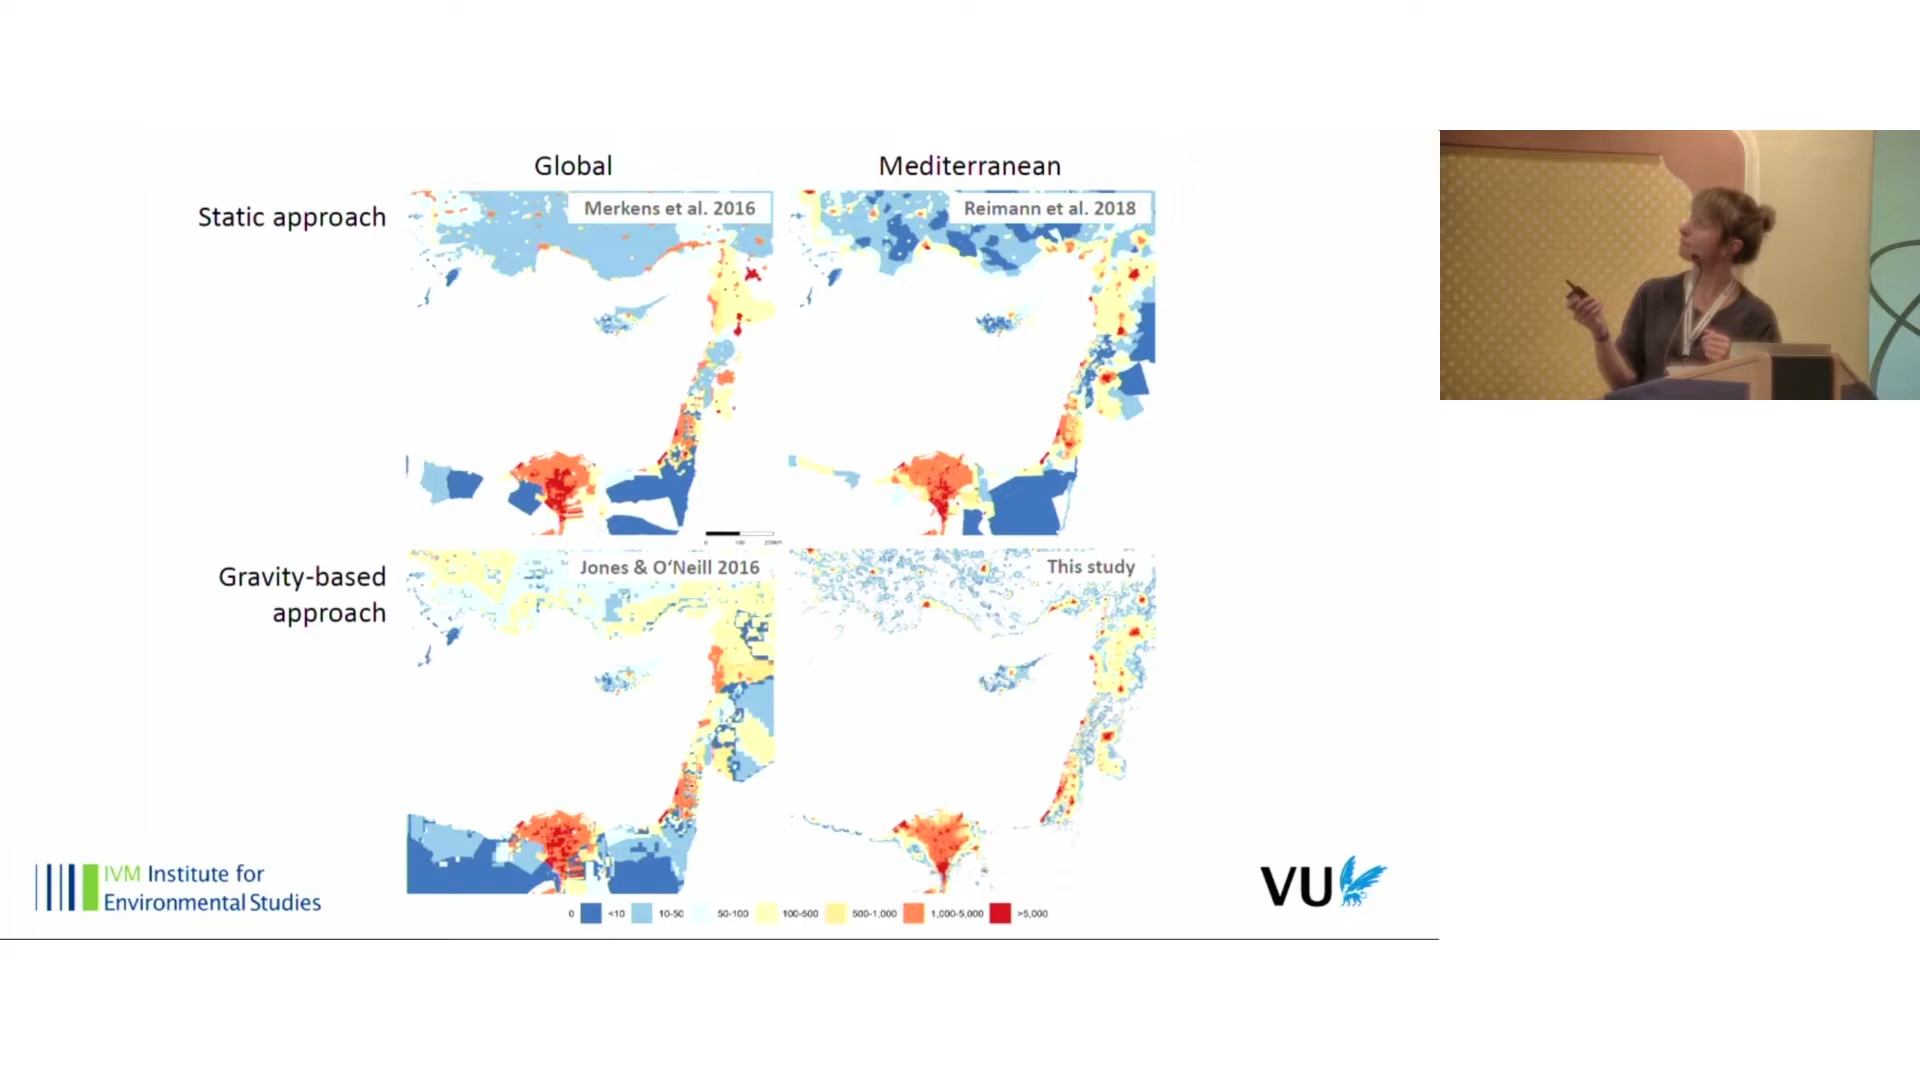 Global
Mediterranean
Static approach
Merkens et al. 2016
Reimann et al. 2018
0 100
Gravity-based
approach
Jones & O‘Neill 2016
This study
IVM Institute for
Environmental Studies
VU
0 <10 10-50 50-100 100-500 500-1,000 1,000-5,000 >5,000